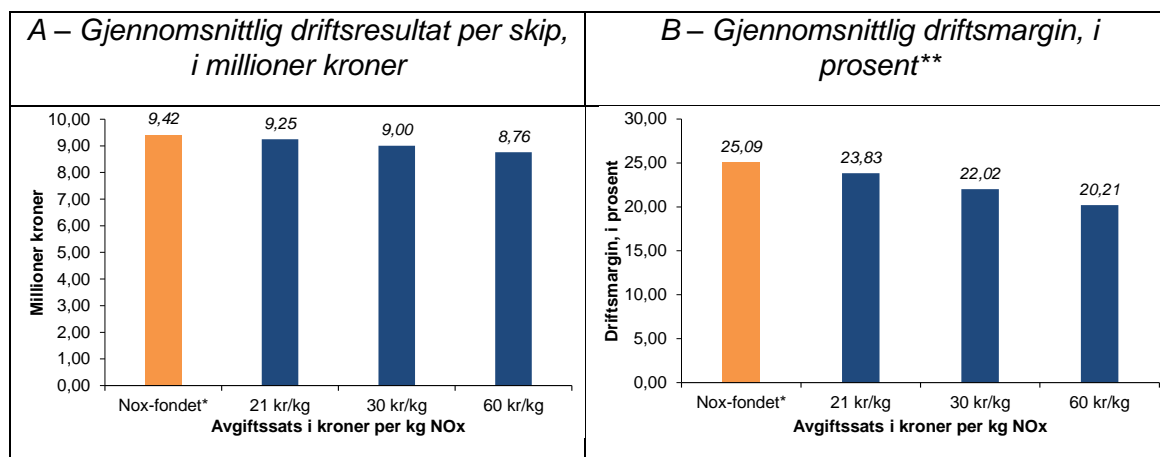 A – Gjennomsnittlig driftsresultat per skip,
i millioner kroner
B – Gjennomsnittlig driftsmargin, i
prosent**
Millioner kroner
10,00
9,00
8,00
7,00
6,00
5,00
4,00
3,00
2,00
1,00
0,00
9,42
9,25
9,00
8,76
Nox-fondet*
21 kr/kg
30 kr/kg
60 kr/kg
Avgiftssats i kroner per kg NOx
Driftsmargin, i prosent
30,00
25,00
20,00
15,00
10,00
5,00
0,00
25,09
23,83
22,02
20,21
Nox-fondet*
21 kr/kg
30 kr/kg
60 kr/kg
Avgiftssats i kroner per kg NOx